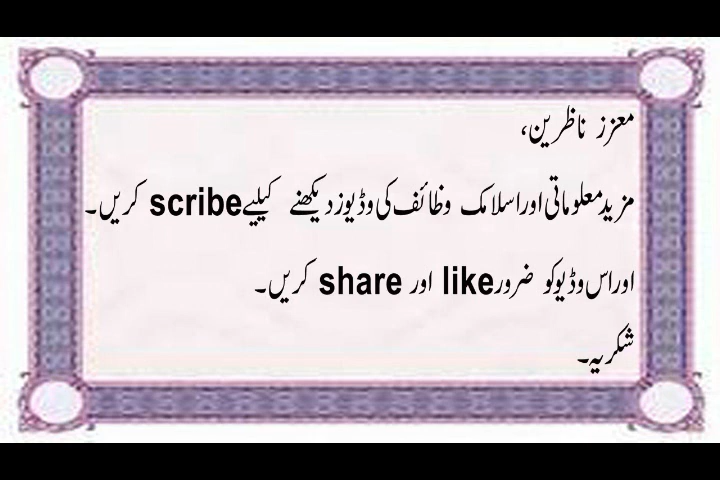 معزز ناظرین،
مزید معلوماتی اور اسلامک وظائف کی وڈیوز دیکھنے کیلیے scribe کریں۔
اور اس وڈیو کو ضرور like اور share کریں۔
شکریہ۔